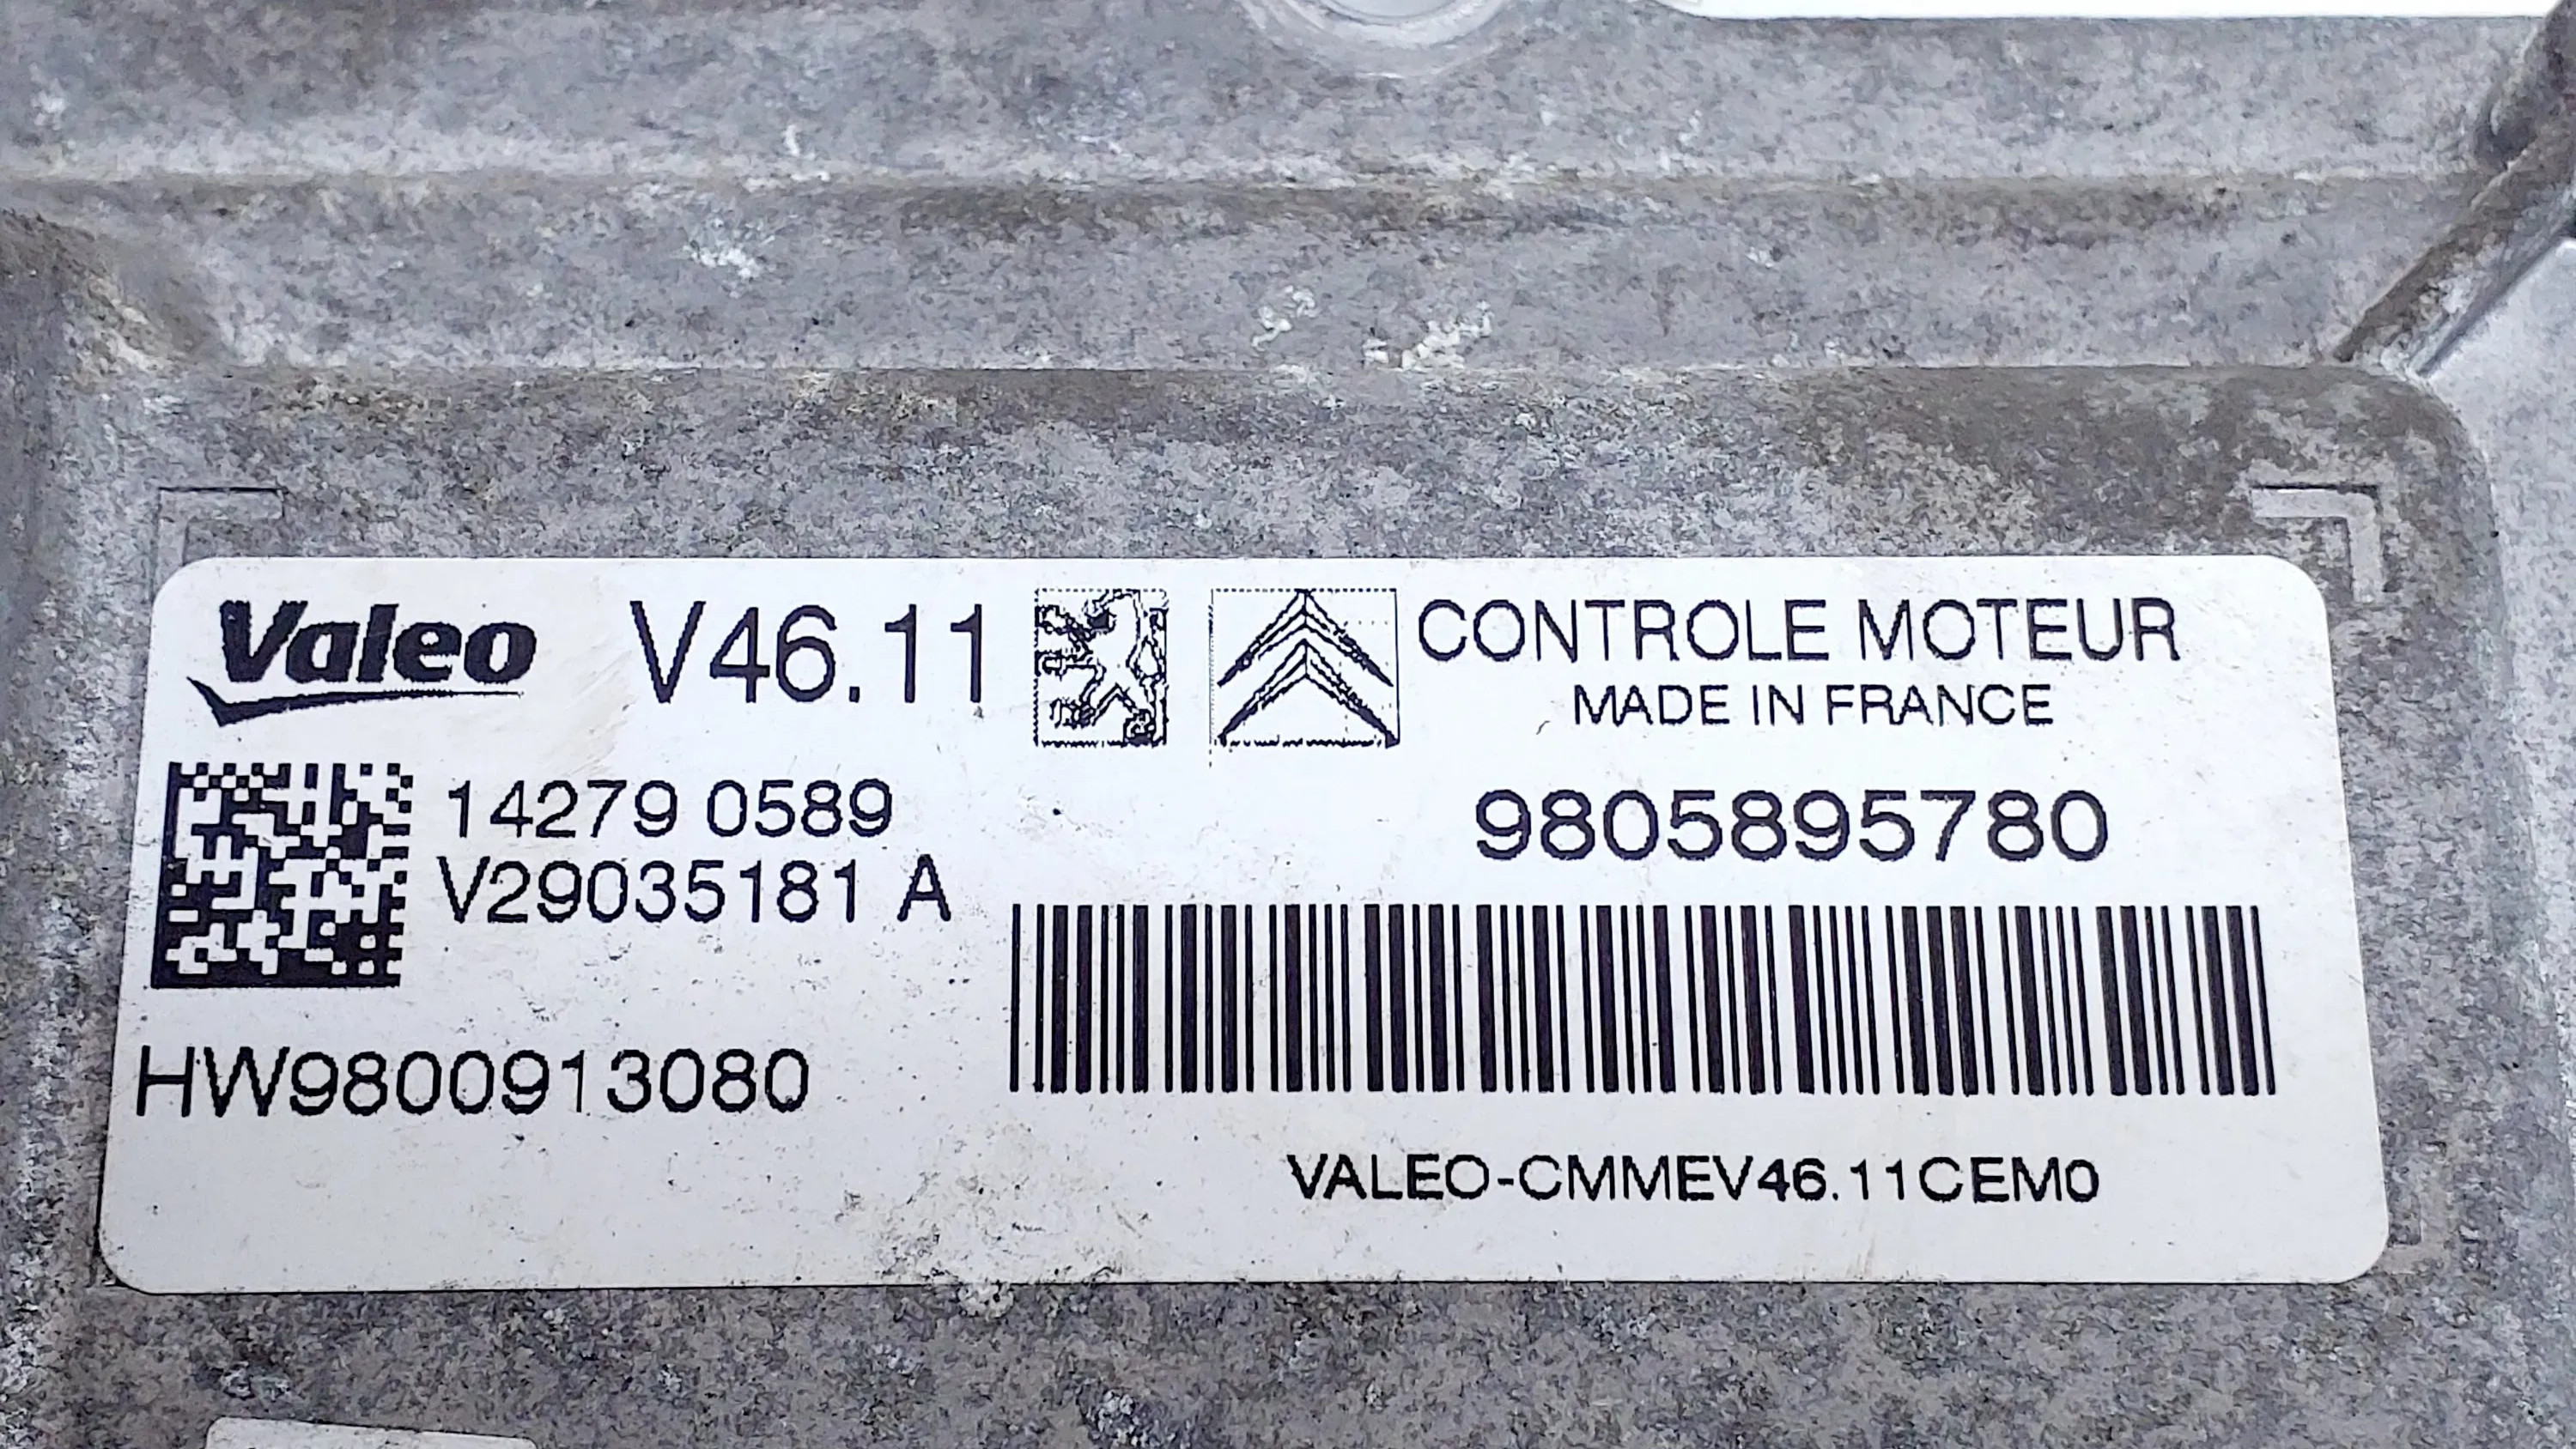 Valeo V46.11 CONTROLE MOTEUR
MADE IN FRANCE
14279 0589
V29035181 A
9805895780
HW9800913080
VALEO-CMMEV46.11CEM0